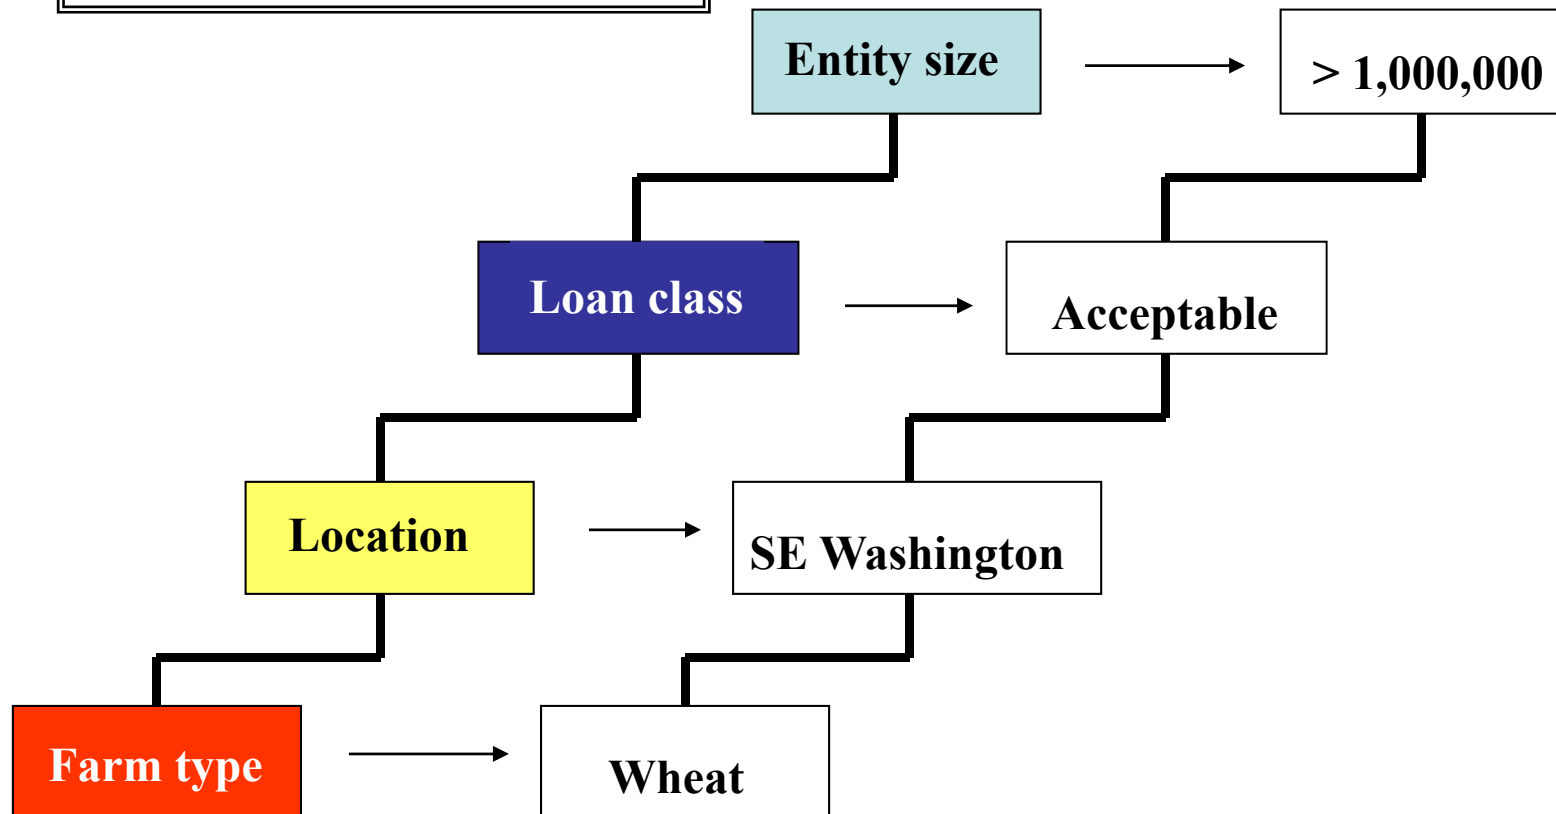 Entity size
> 1,000,000
Loan class
Acceptable
Location
SE Washington
Farm type
Wheat